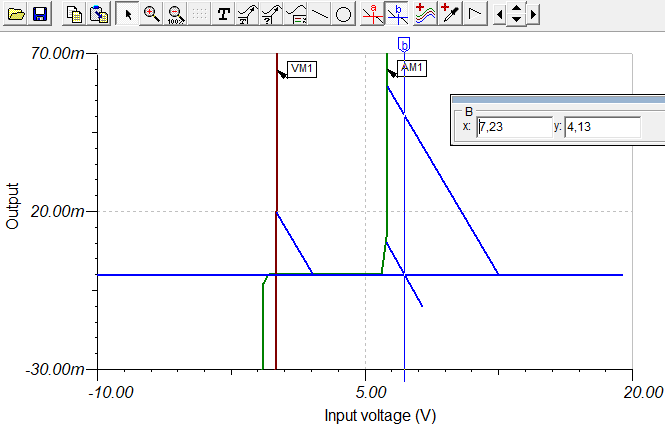 100%
T
a
b
b
70.00m
VM1
AM1
B
x: 7,23 y: 4,13
Output
20.00m
-30.00m
-10.00 5.00 20.00
Input voltage (V)